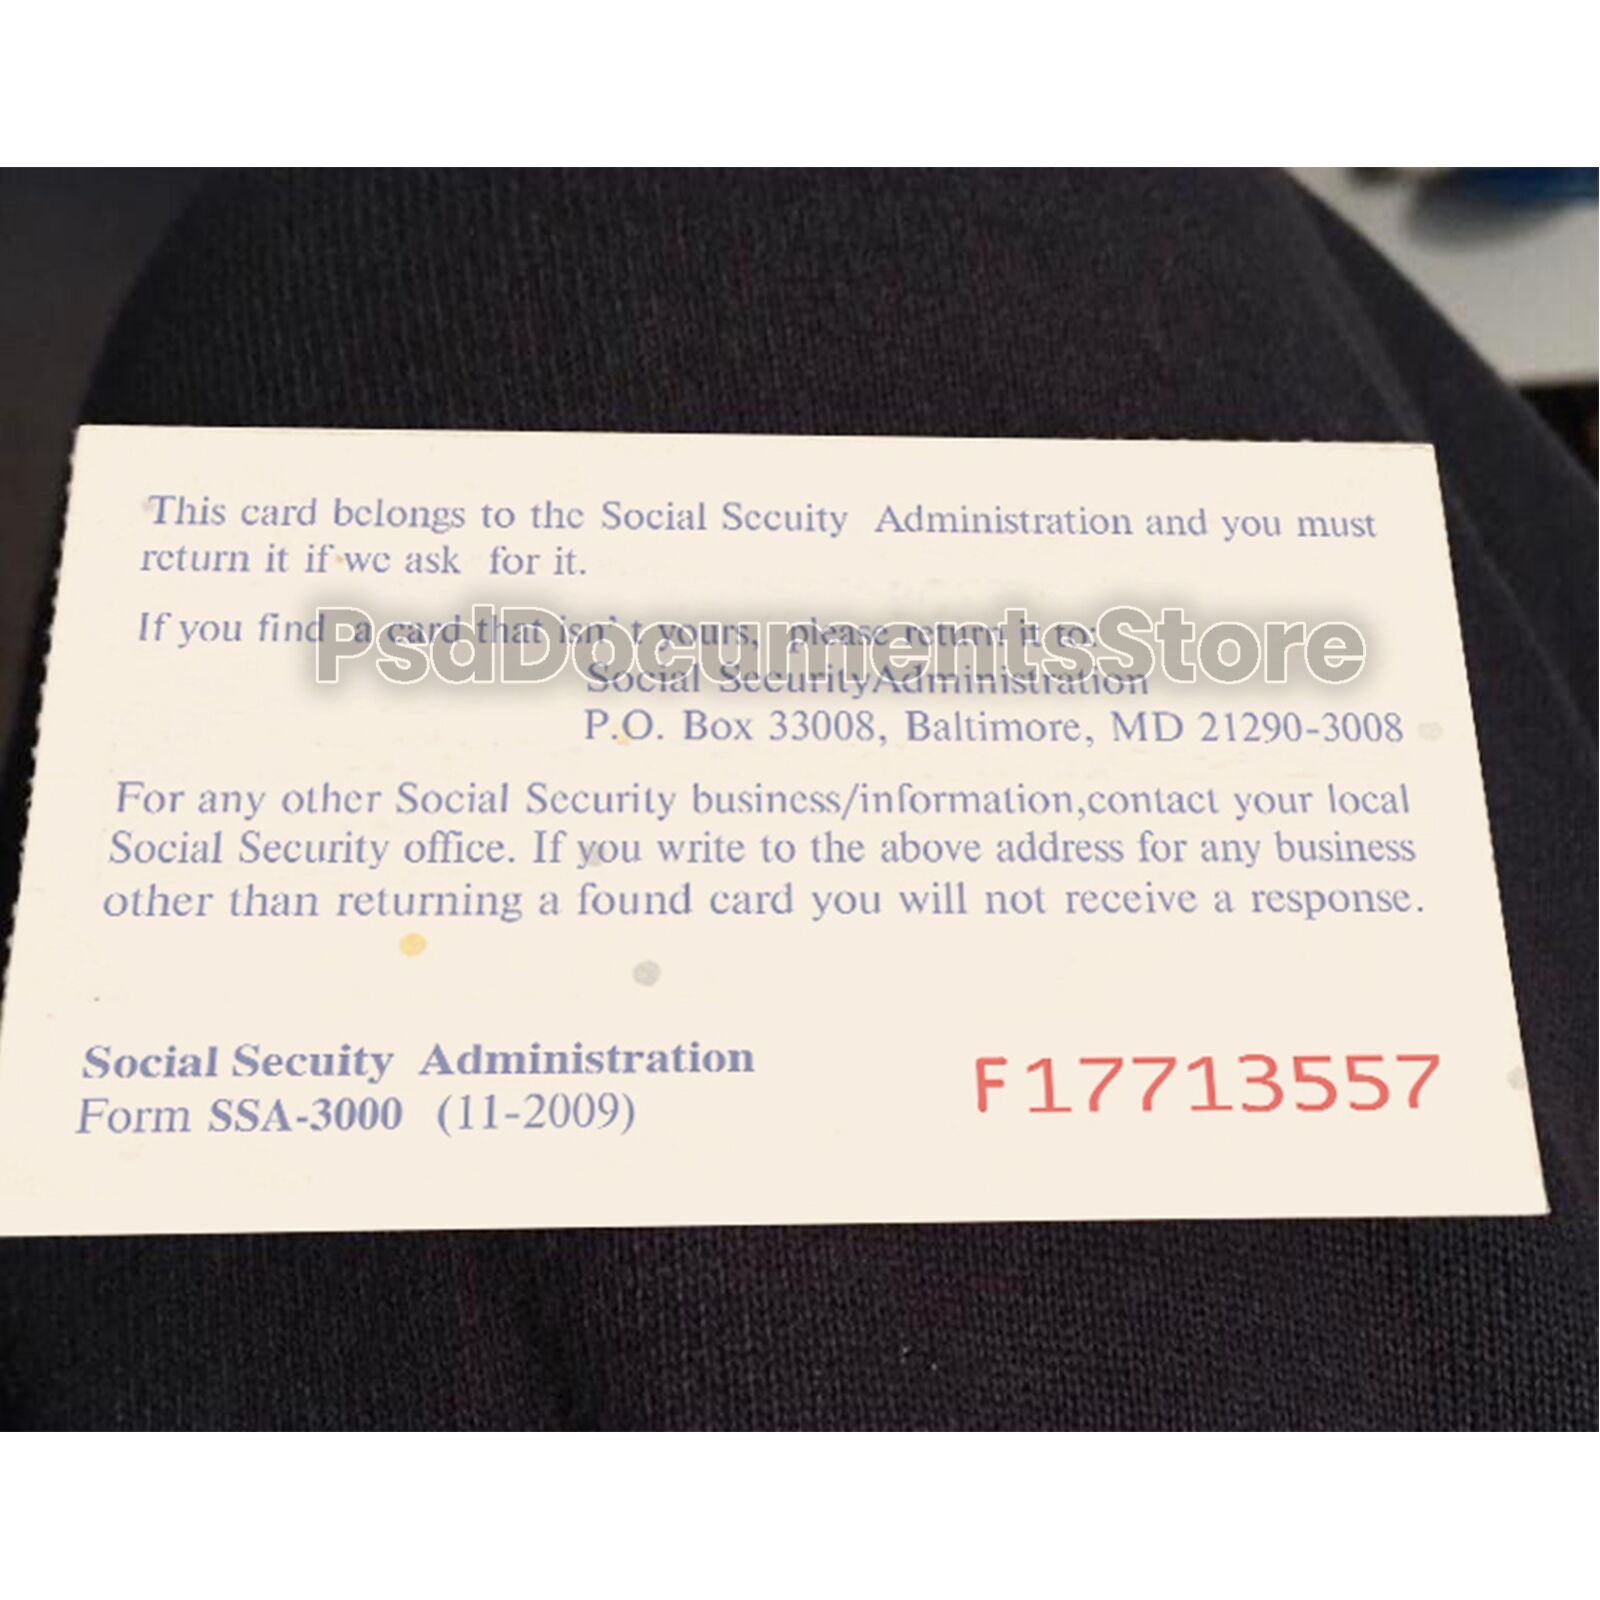 This card belongs to the Social Secuity Administration and you must
return it if we ask for it.
If you find a card that isn't yours, please return it to:
PsdDocumentsStore
Social SecurityAdministration
P.O. Box 33008, Baltimore, MD 21290-3008
For any other Social Security business/information,contact your local
Social Security office. If you write to the above address for any business
other than returning a found card you will not receive a response.
Social Secuity Administration
Form SSA-3000 (11-2009)
F17713557